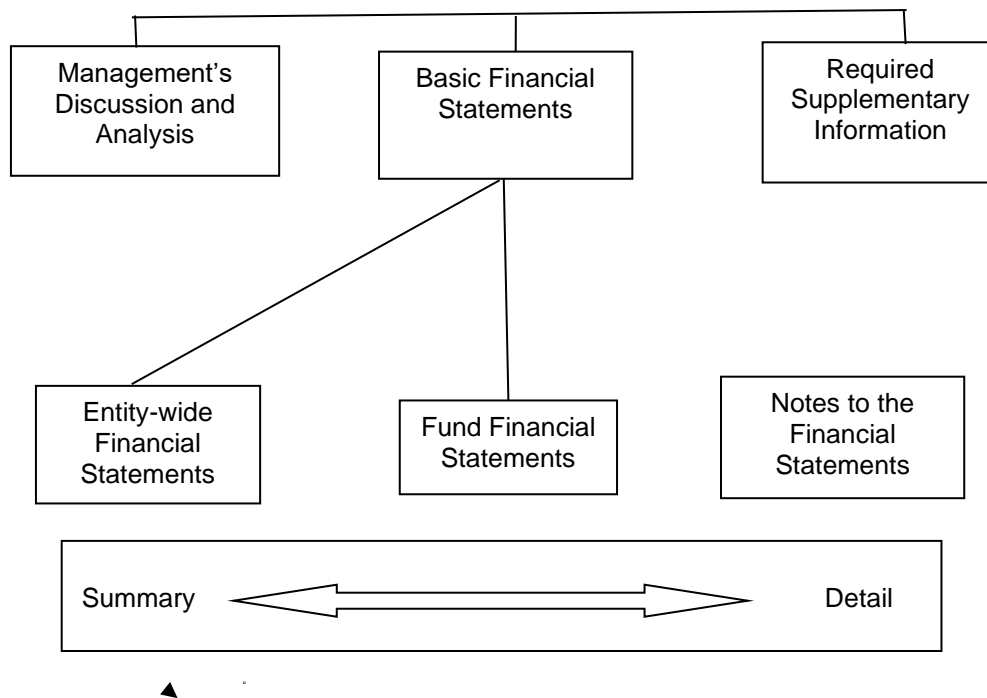 Management’s
Discussion and
Analysis
Basic Financial
Statements
Required
Supplementary
Information
Entity-wide
Financial
Statements
Fund Financial
Statements
Notes to the
Financial
Statements
Summary
Detail